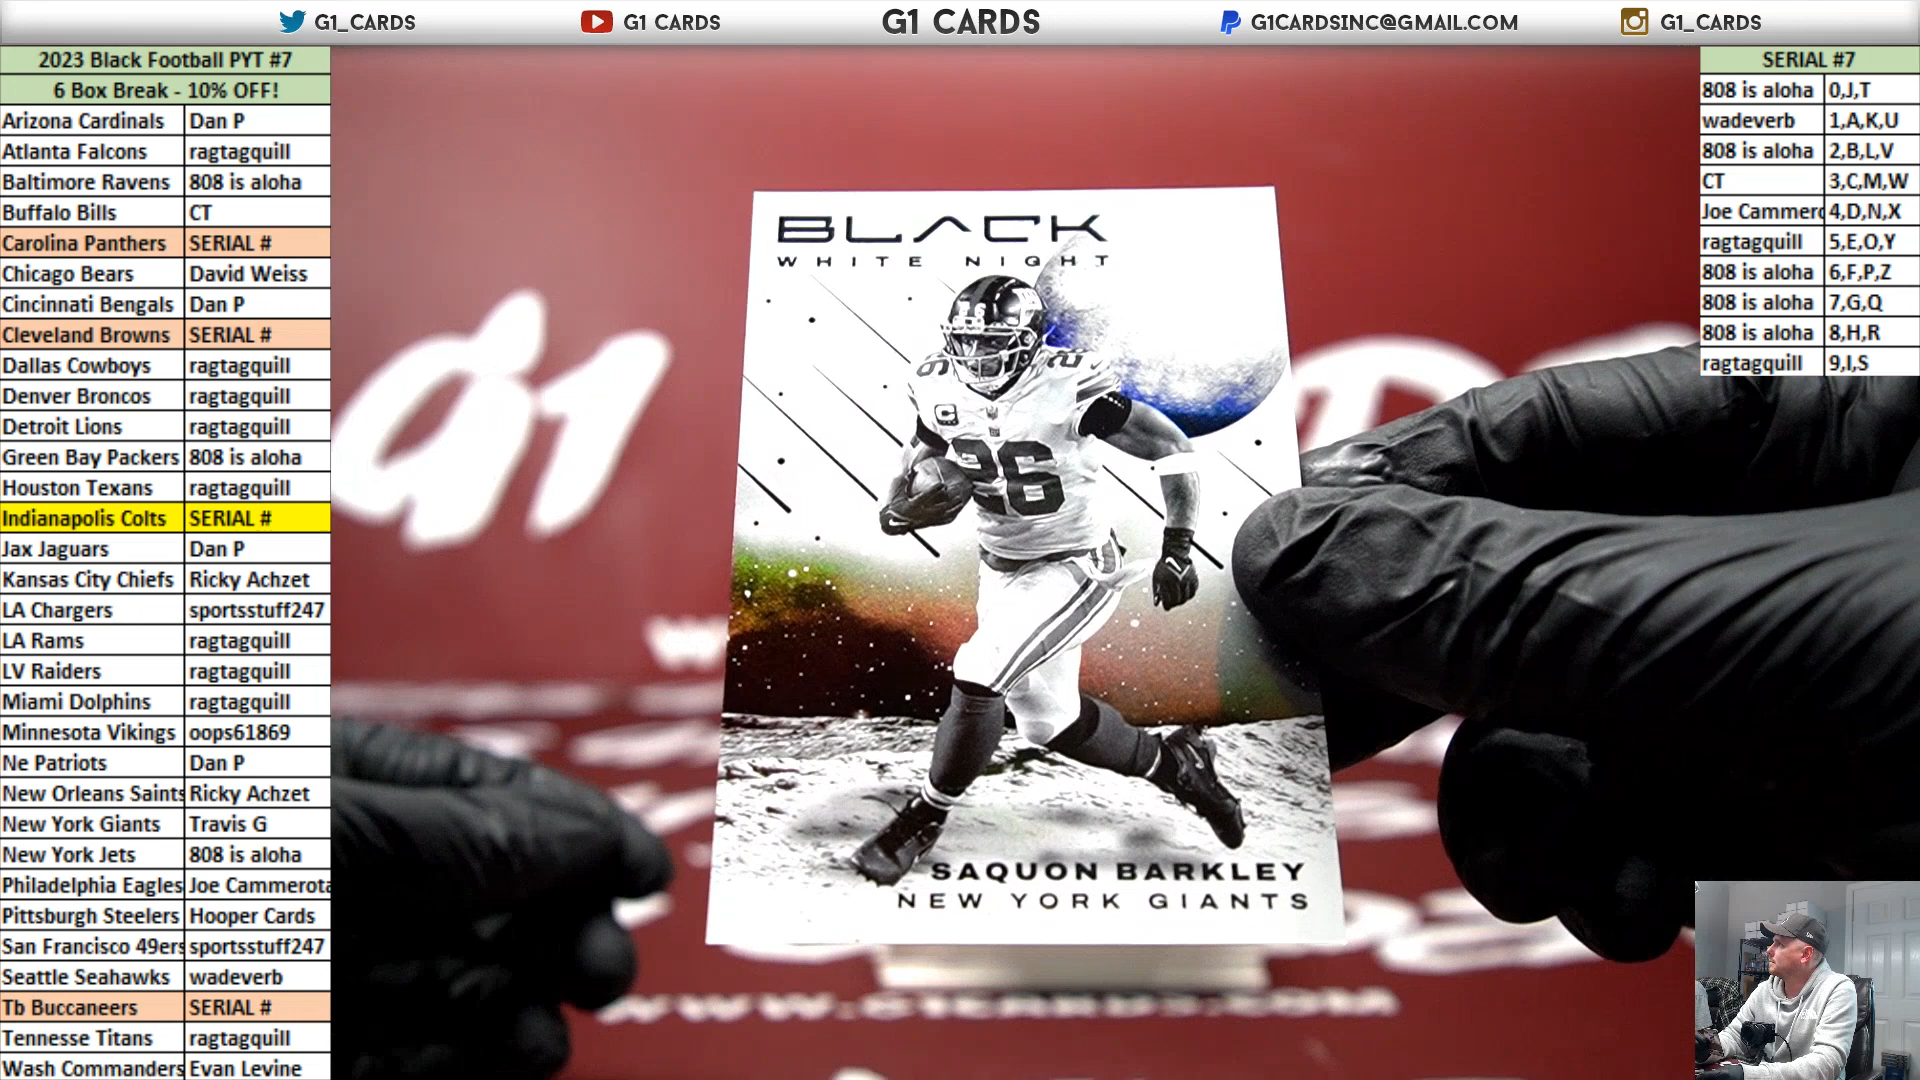 G1_CARDS
G1 CARDS
G1 CARDS
G1CARDSINC@GMAIL.COM
G1_CARDS
2023 Black Football PYT #7
6 Box Break - 10% OFF!
Arizona Cardinals Dan P
Atlanta Falcons ragtagquill
Baltimore Ravens 808 is aloha
Buffalo Bills CT
Carolina Panthers SERIAL #
Chicago Bears David Weiss
Cincinnati Bengals Dan P
Cleveland Browns SERIAL #
Dallas Cowboys ragtagquill
Denver Broncos ragtagquill
Detroit Lions ragtagquill
Green Bay Packers 808 is aloha
Houston Texans ragtagquill
Indianapolis Colts SERIAL #
Jax Jaguars Dan P
Kansas City Chiefs Ricky Achzet
LA Chargers sportsstuff247
LA Rams ragtagquill
LV Raiders ragtagquill
Miami Dolphins ragtagquill
Minnesota Vikings oops61869
Ne Patriots Dan P
New Orleans Saints Ricky Achzet
New York Giants Travis G
New York Jets 808 is aloha
Philadelphia Eagles Joe Cammerota
Pittsburgh Steelers Hooper Cards
San Francisco 49ers sportsstuff247
Seattle Seahawks wadeverb
Tb Buccaneers SERIAL #
Tennesse Titans ragtagquill
Wash Commanders Evan Levine
BLACK
WHITE NIGHT
26
26
C
26
SAQUON BARKLEY
NEW YORK GIANTS
G1
WWW.G1CARDS.COM
SERIAL #7
808 is aloha 0,J,T
wadeverb 1,A,K,U
808 is aloha 2,B,L,V
CT 3,C,M,W
Joe Cammero 4,D,N,X
ragtagquill 5,E,O,Y
808 is aloha 6,F,P,Z
808 is aloha 7,G,Q
808 is aloha 8,H,R
ragtagquill 9,I,S